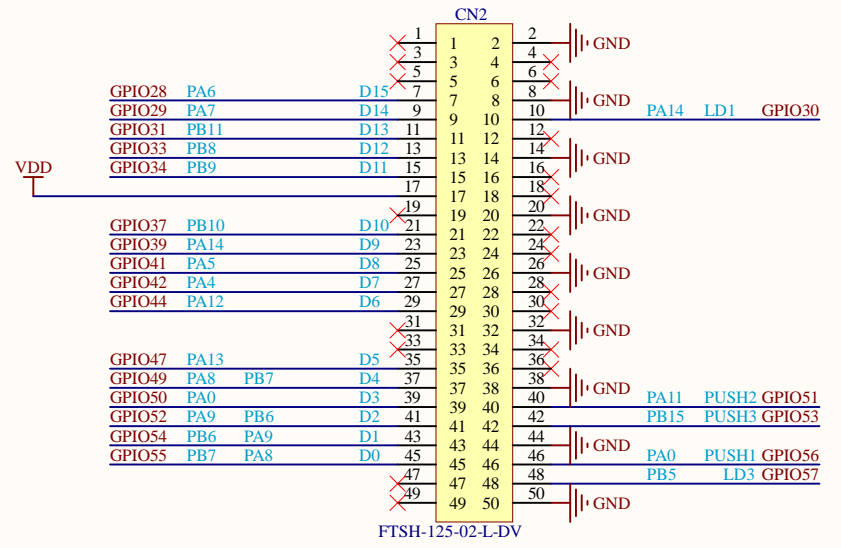 CN2
1 1 2 2 GND
3 3 4 4
5 5 6 6
GPIO28 PA6 D15 7 7 8 8 GND
GPIO29 PA7 D14 9 9 10 10 PA14 LD1 GPIO30
GPIO31 PB11 D13 11 11 12 12
GPIO33 PB8 D12 13 13 14 14 GND
GPIO34 PB9 D11 15 15 16 16
VDD 17 17 18 18
19 19 20 20 GND
GPIO37 PB10 D10 21 21 22 22
GPIO39 PA14 D9 23 23 24 24
GPIO41 PA5 D8 25 25 26 26 GND
GPIO42 PA4 D7 27 27 28 28
GPIO44 PA12 D6 29 29 30 30
31 31 32 32 GND
33 33 34 34
GPIO47 PA13 D5 35 35 36 36
GPIO49 PA8 PB7 D4 37 37 38 38 GND
GPIO50 PA0 D3 39 39 40 40 PA11 PUSH2 GPIO51
GPIO52 PA9 PB6 D2 41 41 42 42 PB15 PUSH3 GPIO53
GPIO54 PB6 PA9 D1 43 43 44 44 GND
GPIO55 PB7 PA8 D0 45 45 46 46 PA0 PUSH1 GPIO56
47 47 48 48 PB5 LD3 GPIO57
49 49 50 50 GND
FTSH-125-02-L-DV